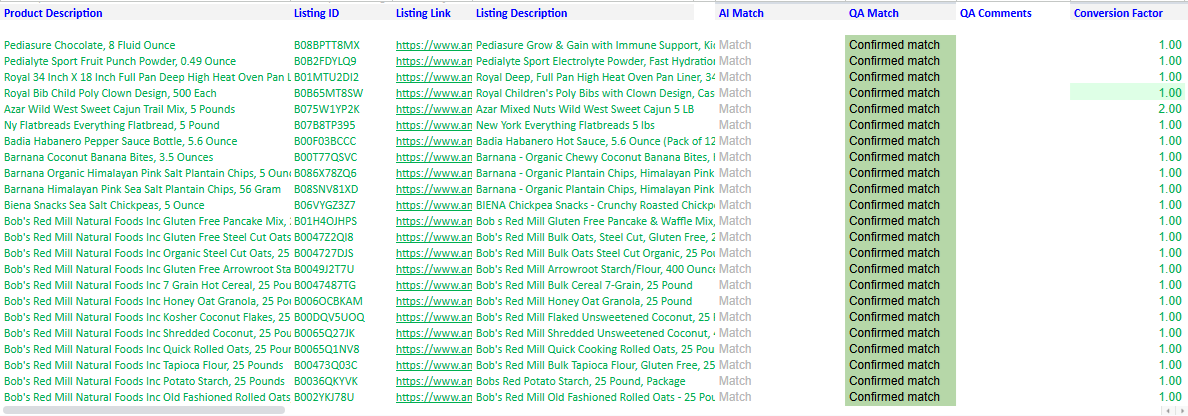 Product Description Listing ID Listing Link Listing Description AI Match QA Match QA Comments Conversion Factor
Pediasure Chocolate, 8 Fluid Ounce B08BPTT8MX https://www.an Pediasure Grow & Gain with Immune Support, Kid Match Confirmed match 1.00
Pedialyte Sport Fruit Punch Powder, 0.49 Ounce B0B2FDYLQ9 https://www.an Pedialyte Sport Electrolyte Powder, Fast Hydration Match Confirmed match 1.00
Royal 34 Inch X 18 Inch Full Pan Deep High Heat Oven Pan L B01MTU2DI2 https://www.an Royal Deep, Full Pan High Heat Oven Pan Liner, 34 Match Confirmed match 1.00
Royal Bib Child Poly Clown Design, 500 Each B0B65MT8SW https://www.an Royal Children's Poly Bibs with Clown Design, Cas Match Confirmed match 1.00
Azar Wild West Sweet Cajun Trail Mix, 5 Pounds B075W1YP2K https://www.an Azar Mixed Nuts Wild West Sweet Cajun 5 LB Match Confirmed match 2.00
Ny Flatbreads Everything Flatbread, 5 Pound B07B8TP395 https://www.an New York Everything Flatbreads 5 lbs Match Confirmed match 1.00
Badia Habanero Pepper Sauce Bottle, 5.6 Ounce B00F03BCCC https://www.an Badia Habanero Hot Sauce, 5.6 Ounce (Pack of 12 Match Confirmed match 1.00
Barnana Coconut Banana Bites, 3.5 Ounces B00T77QSVC https://www.an Barnana - Organic Chewy Coconut Banana Bites, Match Confirmed match 1.00
Barnana Organic Himalayan Pink Salt Plantain Chips, 5 Ounc B086X78ZQ6 https://www.an Barnana - Organic Plantain Chips, Himalayan Pink Match Confirmed match 1.00
Barnana Himalayan Pink Sea Salt Plantain Chips, 56 Gram B08SNV81XD https://www.an Barnana - Organic Plantain Chips, Himalayan Pink Match Confirmed match 1.00
Biena Snacks Sea Salt Chickpeas, 5 Ounce B06VYGZ3Z7 https://www.an BIENA Chickpea Snacks - Crunchy Roasted Chickpe Match Confirmed match 1.00
Bob's Red Mill Natural Foods Inc Gluten Free Pancake Mix, B01H4OJHPS https://www.an Bob s Red Mill Gluten Free Pancake & Waffle Mix, Match Confirmed match 1.00
Bob's Red Mill Natural Foods Inc Gluten Free Steel Cut Oats B0047Z2QI8 https://www.an Bob's Red Mill Bulk Oats, Steel Cut, Gluten Free, 2 Match Confirmed match 1.00
Bob's Red Mill Natural Foods Inc Organic Steel Cut Oats, 25 B004727DJS https://www.an Bob's Red Mill Bulk Oats Steel Cut Organic, 25 Po Match Confirmed match 1.00
Bob's Red Mill Natural Foods Inc Gluten Free Arrowroot Sta B0049J2T7U https://www.an Bob's Red Mill Arrowroot Starch/Flour, 400 Ounce Match Confirmed match 1.00
Bob's Red Mill Natural Foods Inc 7 Grain Hot Cereal, 25 Pou B0047487TG https://www.an Bob's Red Mill Bulk Cereal 7-Grain, 25 Pound Match Confirmed match 1.00
Bob's Red Mill Natural Foods Inc Honey Oat Granola, 25 Po B006OCBKAM https://www.an Bob's Red Mill Honey Oat Granola, 25 Pound Match Confirmed match 1.00
Bob's Red Mill Natural Foods Inc Kosher Coconut Flakes, 25 B00DQV5UOQ https://www.an Bob's Red Mill Flaked Unsweetened Coconut, 25 Match Confirmed match 1.00
Bob's Red Mill Natural Foods Inc Shredded Coconut, 25 Pou B0065Q27JK https://www.an Bob's Red Mill Shredded Unsweetened Coconut, Match Confirmed match 1.00
Bob's Red Mill Natural Foods Inc Quick Rolled Oats, 25 Poun B0065Q1NV8 https://www.an Bob's Red Mill Quick Cooking Rolled Oats, 25 Pou Match Confirmed match 1.00
Bob's Red Mill Natural Foods Inc Tapioca Flour, 25 Pounds B00473Q03C https://www.an Bob's Red Mill Bulk Tapioca Flour, Gluten Free, 25 Match Confirmed match 1.00
Bob's Red Mill Natural Foods Inc Potato Starch, 25 Pounds B0036QKYVK https://www.an Bobs Red Potato Starch, 25 Pound, Package Match Confirmed match 1.00
Bob's Red Mill Natural Foods Inc Old Fashioned Rolled Oats B002YKJ78U https://www.an Bob's Red Mill Old Fashioned Rolled Oats - 25 Pou Match Confirmed match 1.00